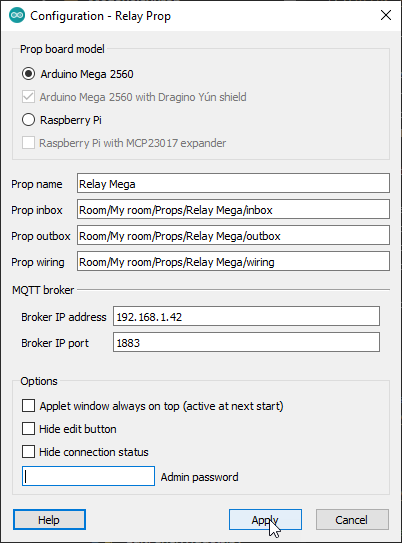 Configuration - Relay Prop
Prop board model
Arduino Mega 2560
Arduino Mega 2560 with Dragino Yún shield
Raspberry Pi
Raspberry Pi with MCP23017 expander
Prop name Relay Mega
Prop inbox Room/My room/Props/Relay Mega/inbox
Prop outbox Room/My room/Props/Relay Mega/outbox
Prop wiring Room/My room/Props/Relay Mega/wiring
MQTT broker
Broker IP address 192.168.1.42
Broker IP port 1883
Options
Applet window always on top (active at next start)
Hide edit button
Hide connection status
Admin password
Help Apply Cancel